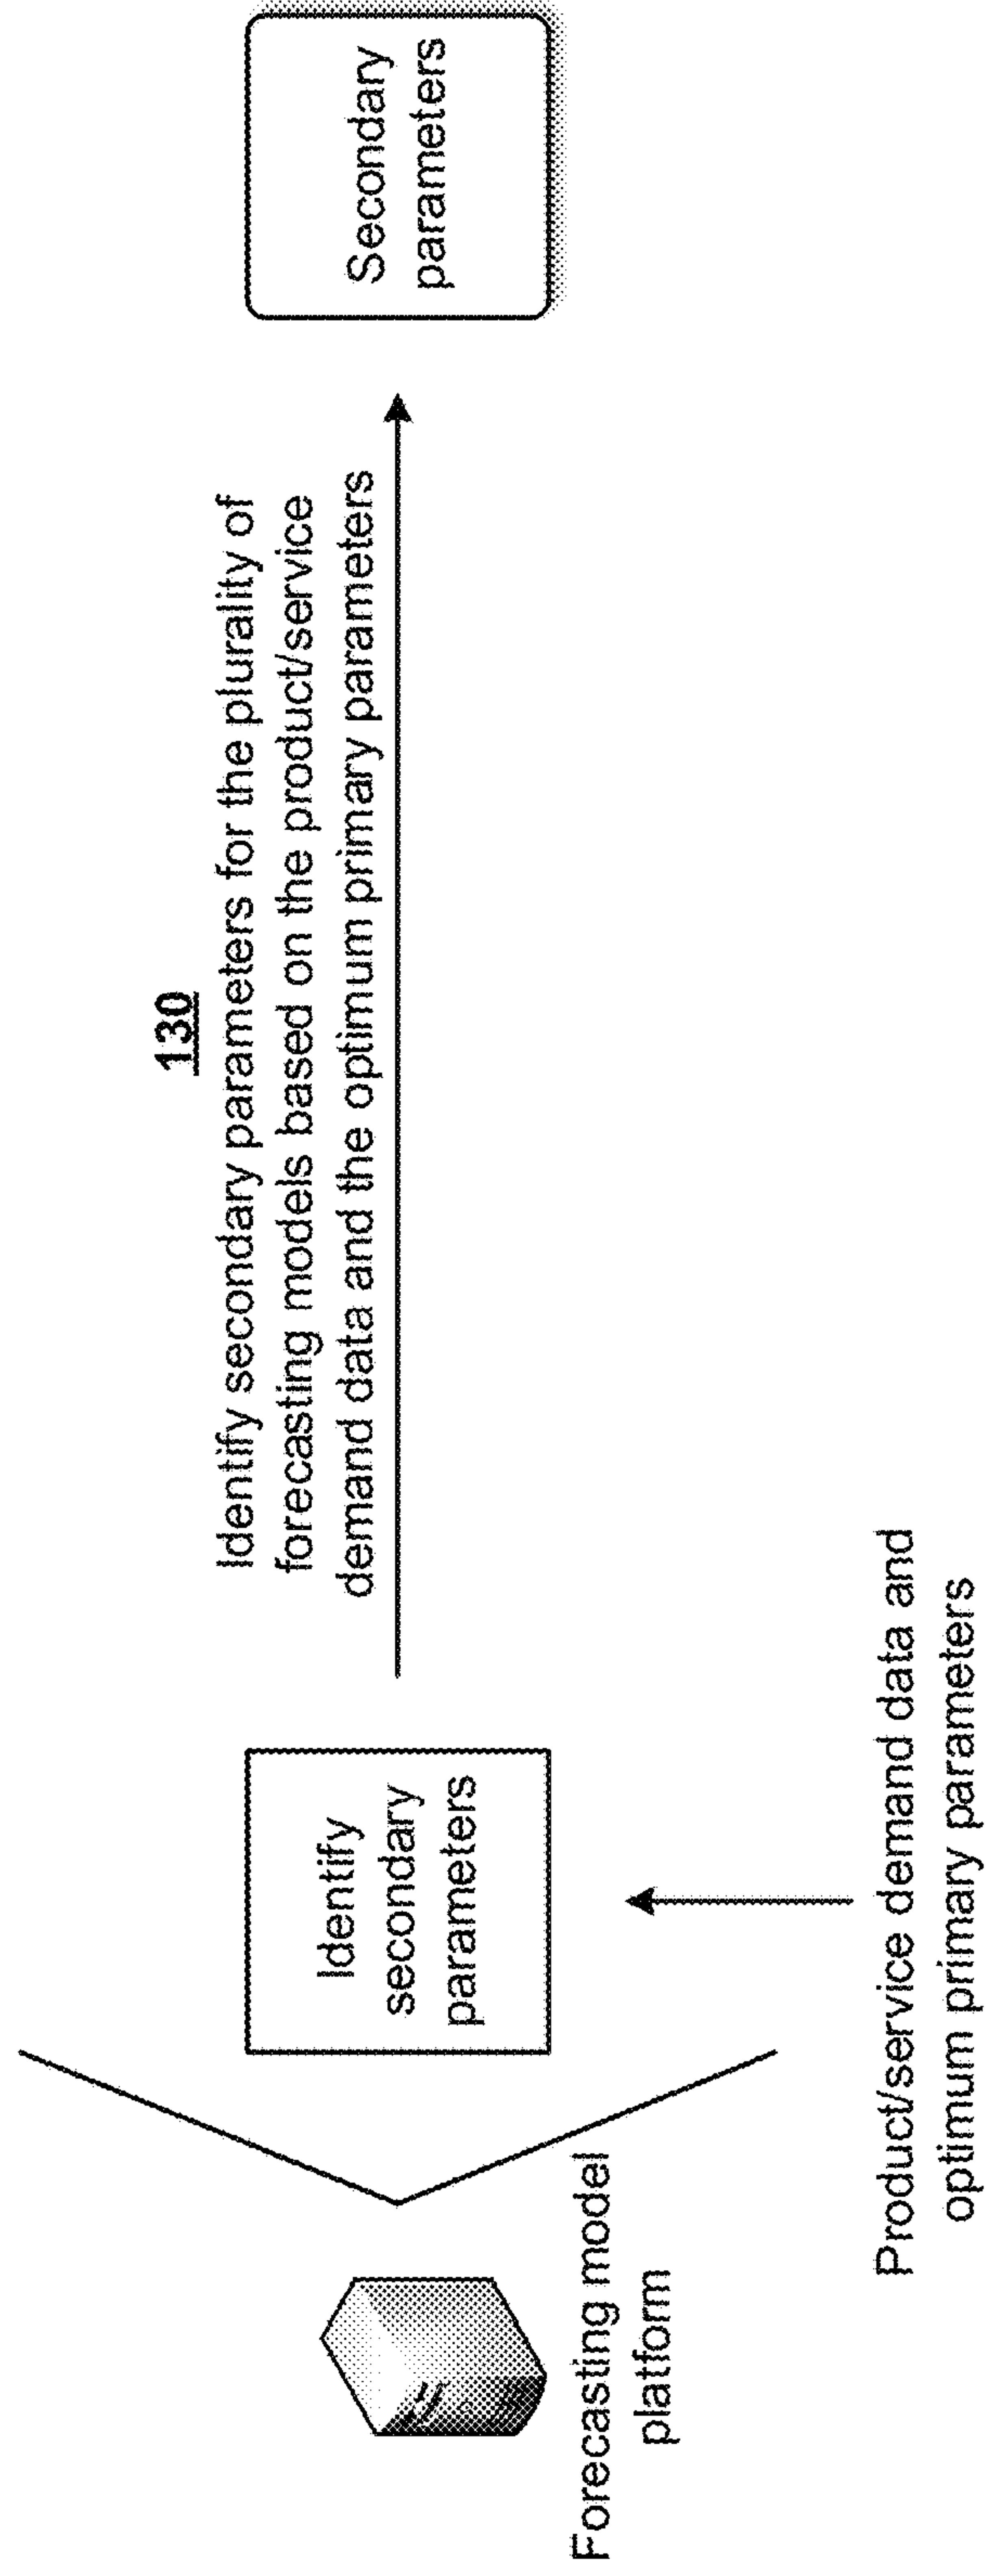 130
Identify secondary parameters for the plurality of
forecasting models based on the product/service
demand data and the optimum primary parameters
Identify
secondary
parameters
Secondary
parameters
Forecasting model
platform
Product/service demand data and
optimum primary parameters